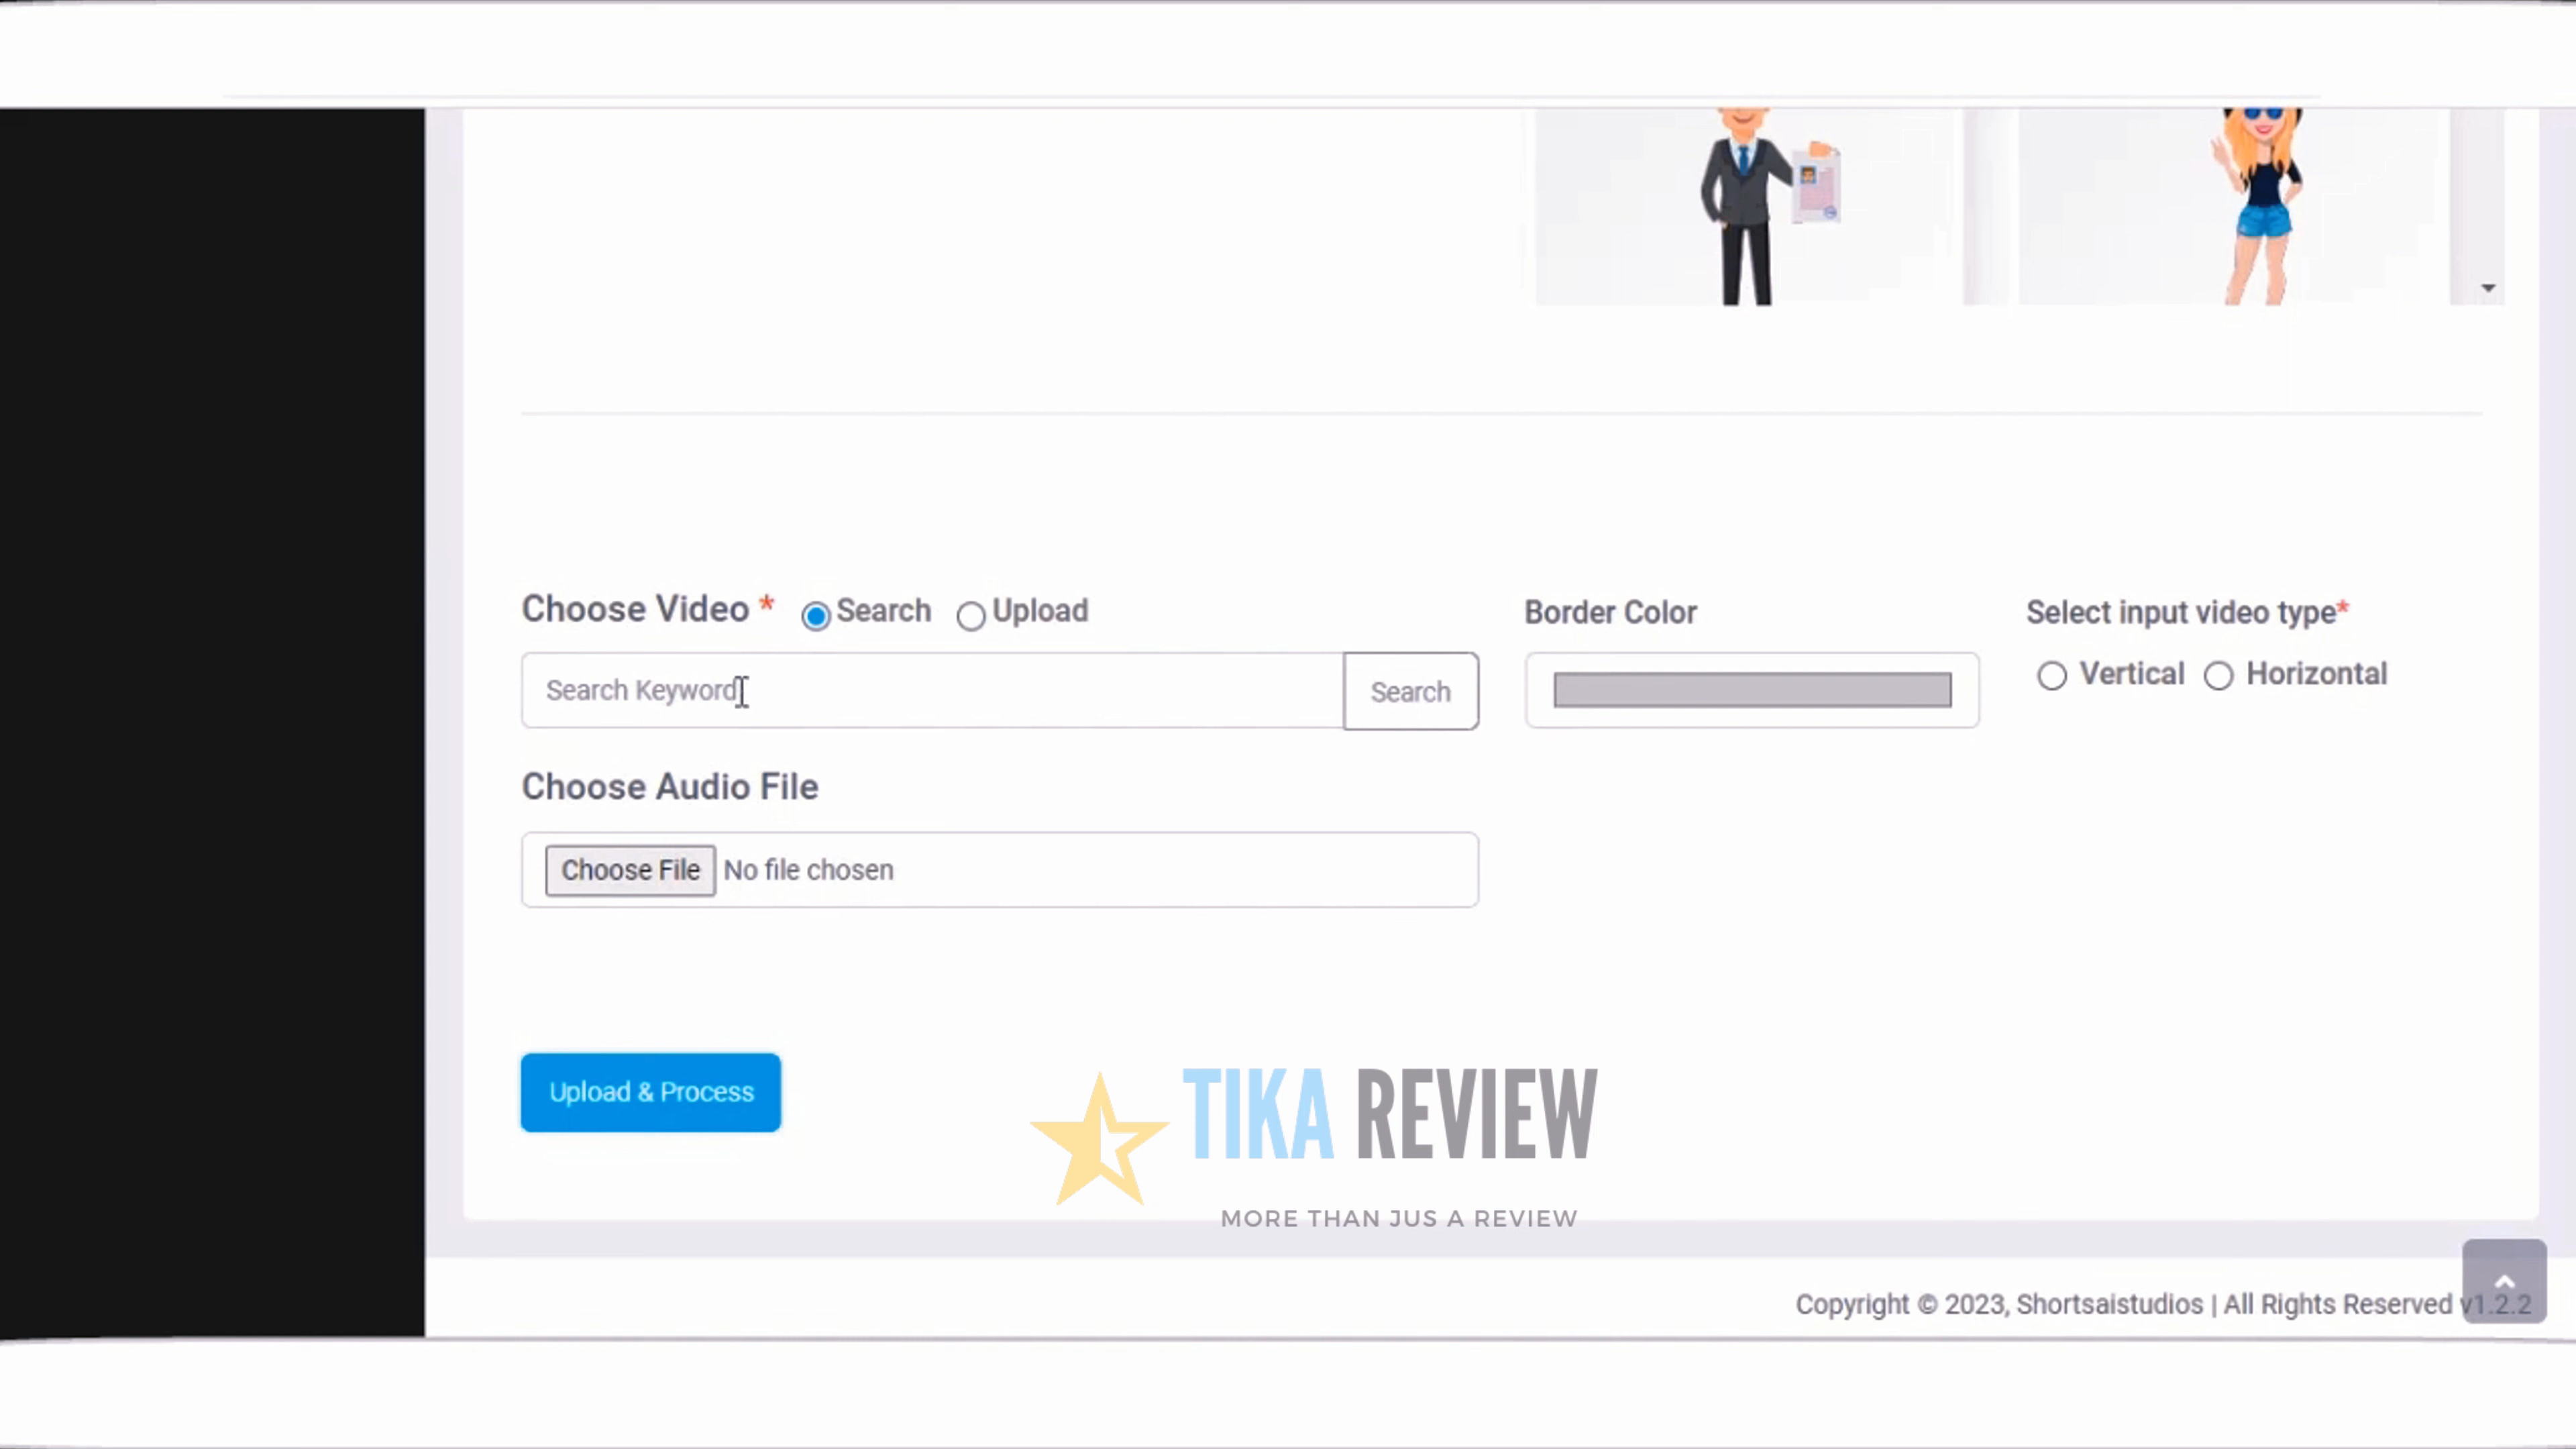 Choose Video * Search Upload
Border Color
Select input video type*
Search Keyword
Search
Vertical Horizontal
Choose Audio File
Choose File No file chosen
Upload & Process
TIKA REVIEW
MORE THAN JUS A REVIEW
Copyright © 2023, Shortsaistudios | All Rights Reserved v1.2.2